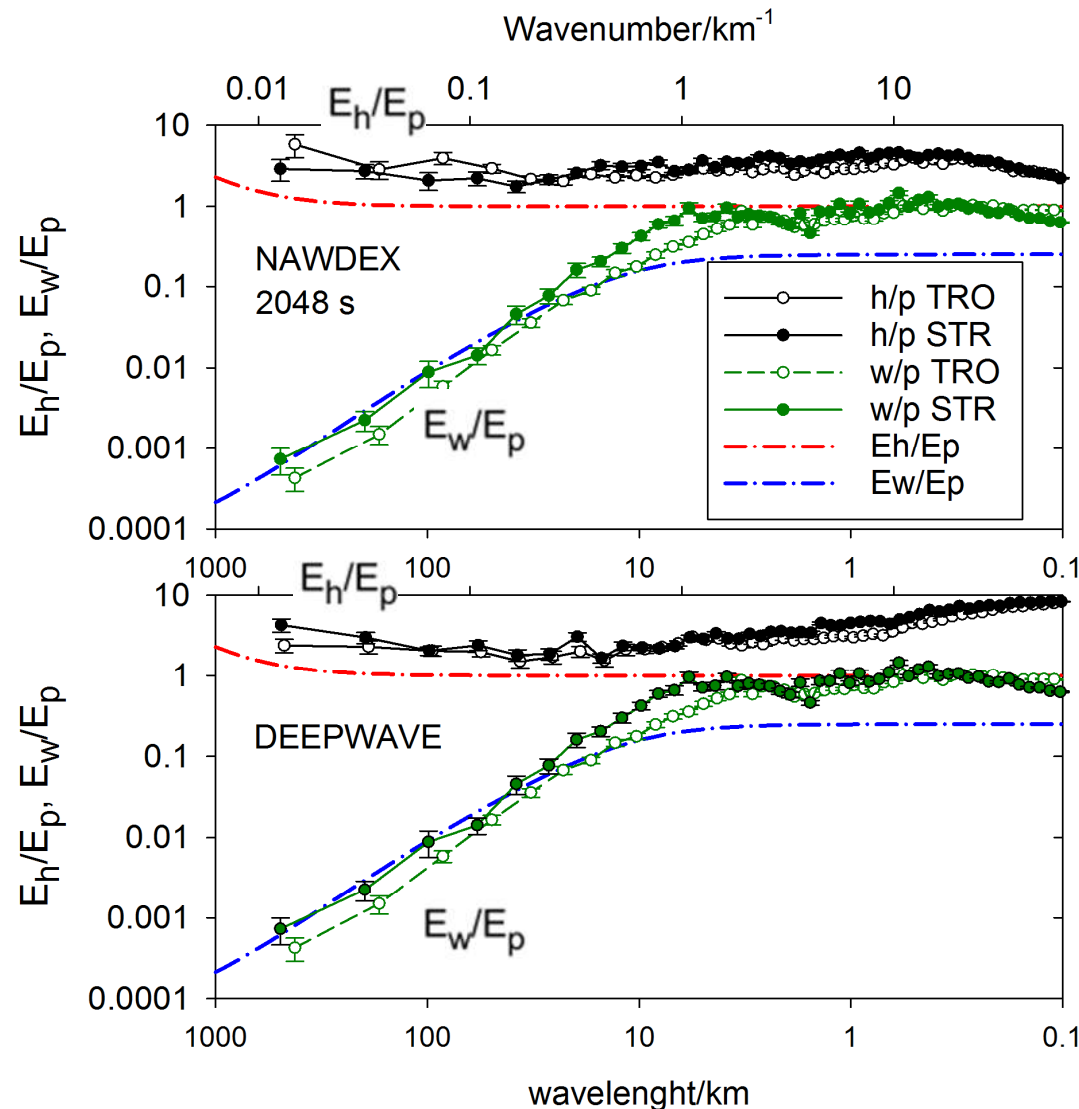 Wavenumber/km-1
0.01 0.1 1 10
Eh/Ep
10
1
0.1
0.01
0.001
0.0001
Eh/Ep, Ew/Ep
NAWDEX
2048 s
Ew/Ep
h/p TRO
h/p STR
w/p TRO
w/p STR
Eh/Ep
Ew/Ep
1000 100 10 1 0.1
Eh/Ep
10
1
0.1
0.01
0.001
0.0001
Eh/Ep, Ew/Ep
DEEPWAVE
Ew/Ep
1000 100 10 1 0.1
wavelenght/km